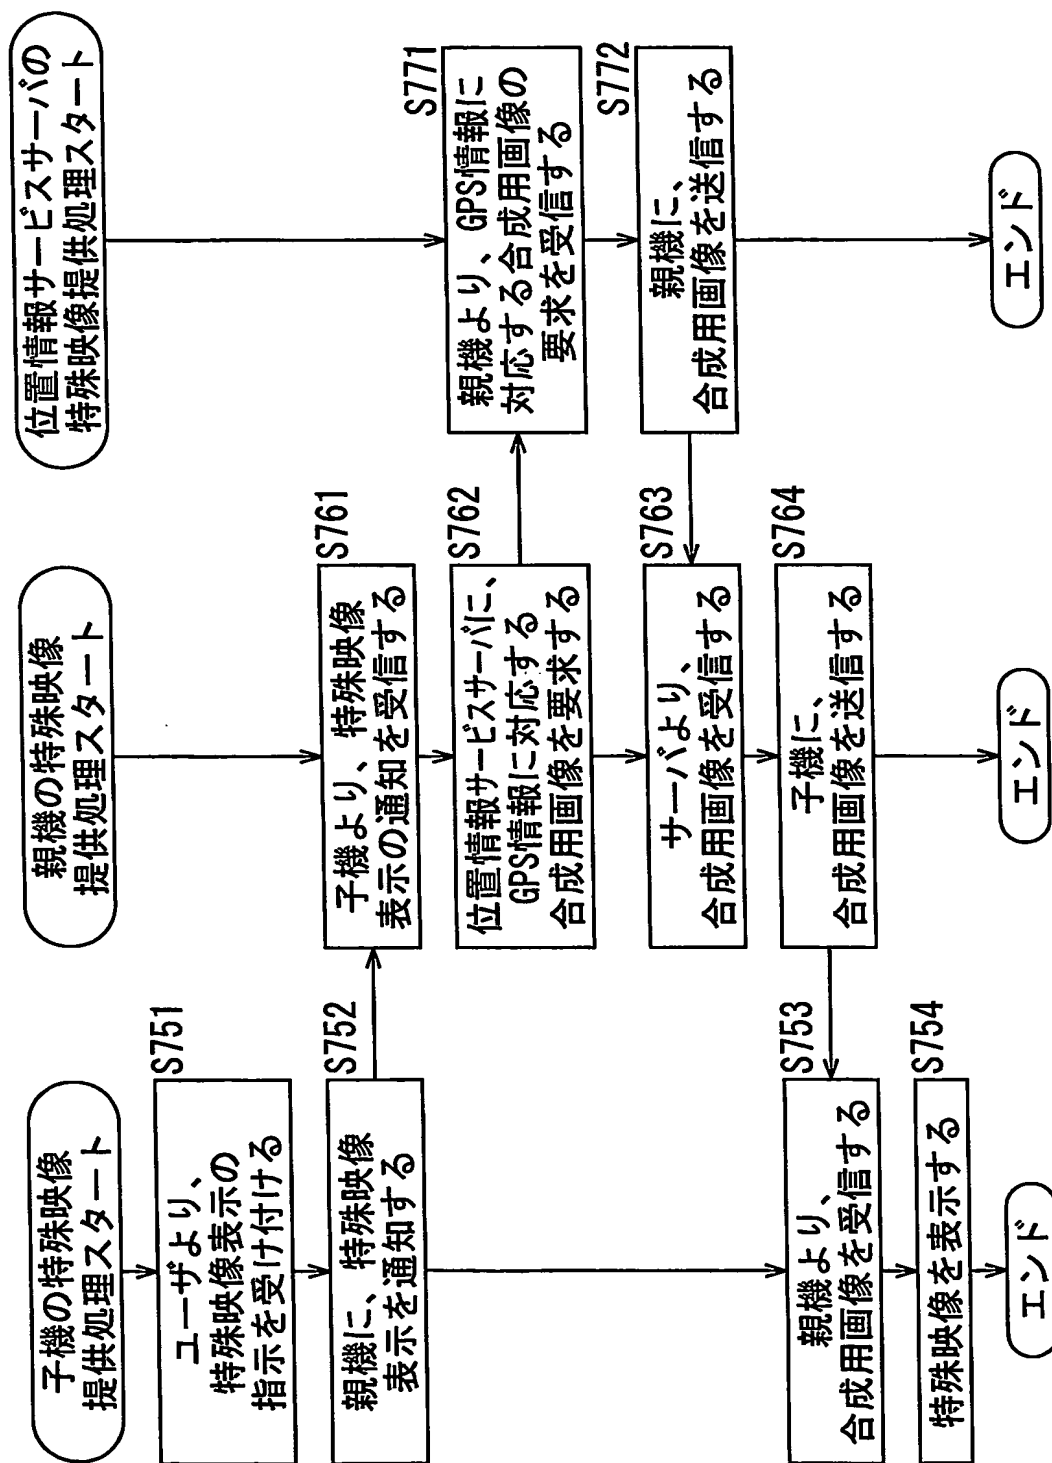 子機の特殊映像
提供処理スタート
S751
ユーザより、
特殊映像表示の
指示を受け付ける
S752
親機に、特殊映像
表示を通知する
S753
親機より、
合成用画像を受信する
S754
特殊映像を表示する
エンド
親機の特殊映像
提供処理スタート
S761
子機より、特殊映像
表示の通知を受信する
S762
位置情報サービスサーバに、
GPS情報に対応する
合成用画像を要求する
S763
サーバより、
合成用画像を受信する
S764
子機に、
合成用画像を送信する
エンド
位置情報サービスサーバの
特殊映像提供処理スタート
S771
親機より、GPS情報に
対応する合成用画像の
要求を受信する
S772
親機に、
合成用画像を送信する
エンド